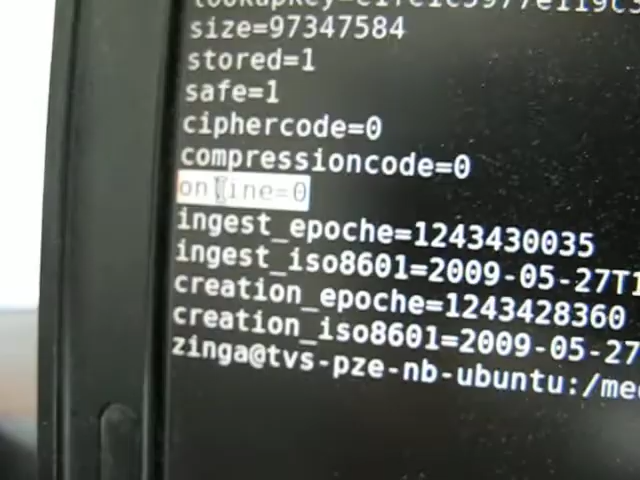 size=97347584
stored=1
safe=1
ciphercode=0
compressioncode=0
online=0
ingest_epoche=1243430035
ingest_iso8601=2009-05-27T1
creation_epoche=1243428360
creation_iso8601=2009-05-27
zinga@tvs-pze-nb-ubuntu:/me